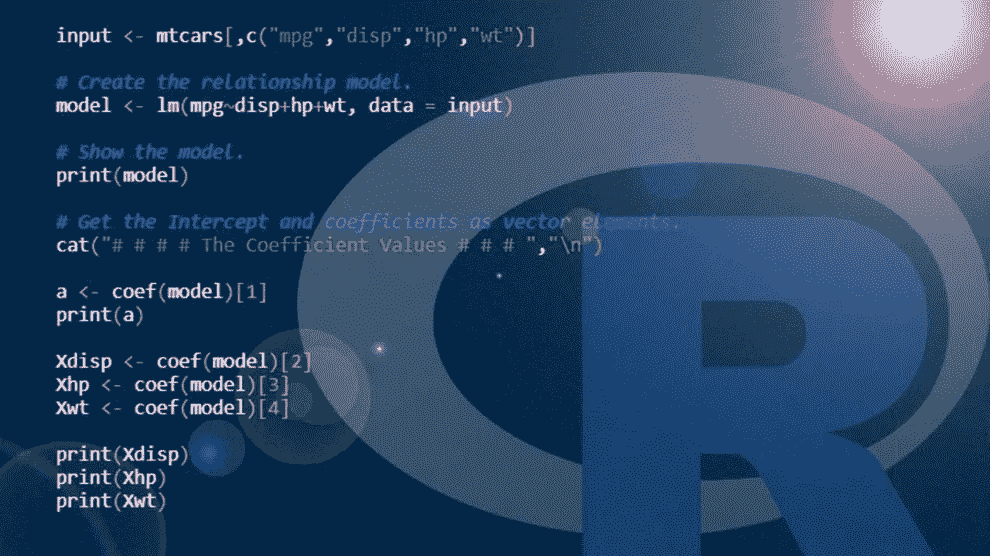 input <- mtcars[,c("mpg","disp","hp","wt")]
# Create the relationship model.
model <- lm(mpg~disp+hp+wt, data = input)
# Show the model.
print(model)
# Get the Intercept and coefficients as vector elements.
cat("# # # # The Coefficient Values # # # ","\n")
a <- coef(model)[1]
print(a)
Xdisp <- coef(model)[2]
Xhp <- coef(model)[3]
Xwt <- coef(model)[4]
print(Xdisp)
print(Xhp)
print(Xwt)
R